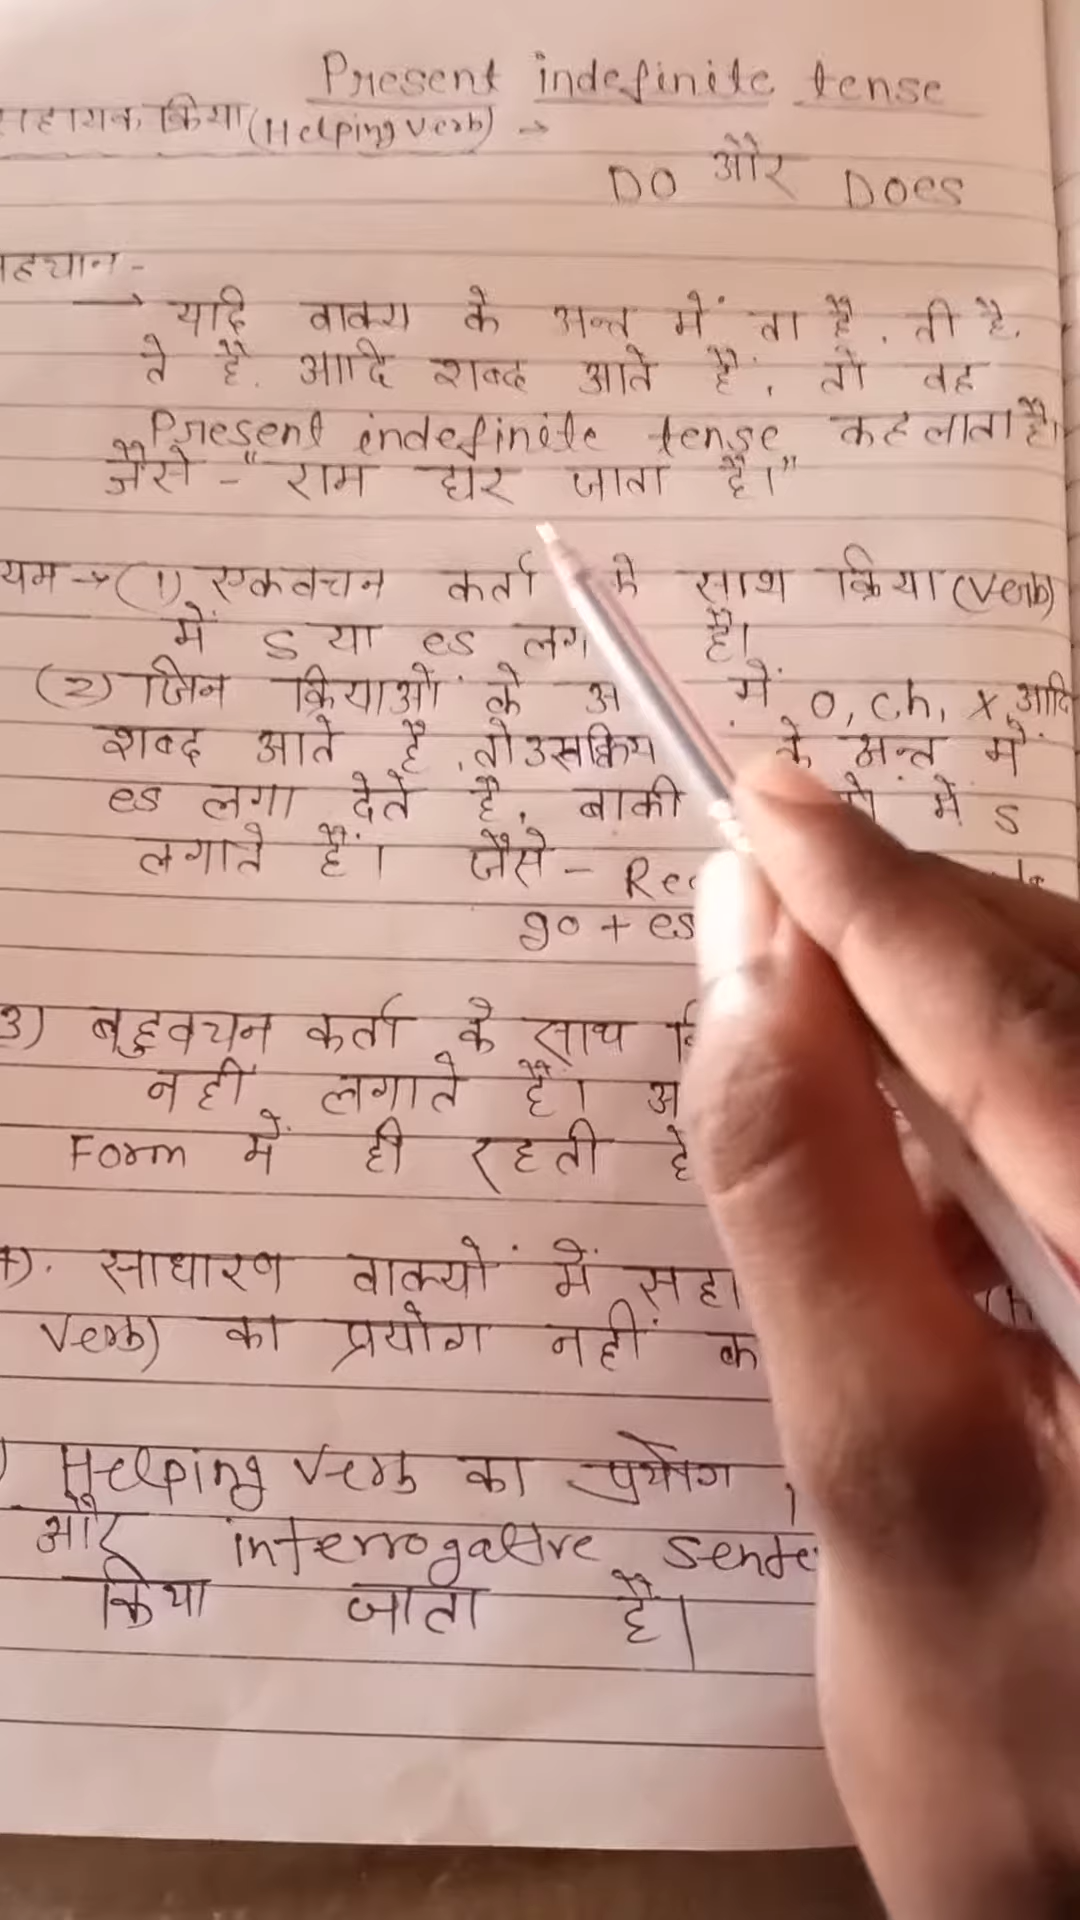 Present indefinite tense
सहायक क्रिया (Helping verb) →
DO और Does
पहचान -
→ यदि वाक्य के अन्त में ता है, ती है,
ते हैं, आदि शब्द आते हैं, तो वह
Present indefinite tense कहलाता है।
जैसे - "राम घर जाता है।"
यम → (1) एकवचन कर्ता के साथ क्रिया (Verb)
में s या es लग है।
(2) जिन क्रियाओं के अ में o, ch, x आदि
शब्द आते है, तो उस क्रिय के अन्त में
es लगा देते है, बाकी में s
लगाते हैं। जैसे -
go + es
3) बहुवचन कर्ता के साथ
नही लगाते है। अ
Form में ही रहती है
4). साधारण वाक्यों में सहा
Verb) का प्रयोग नहीं क
) Helping verb का प्रयोग
और interrogative sente
किया जाता है।